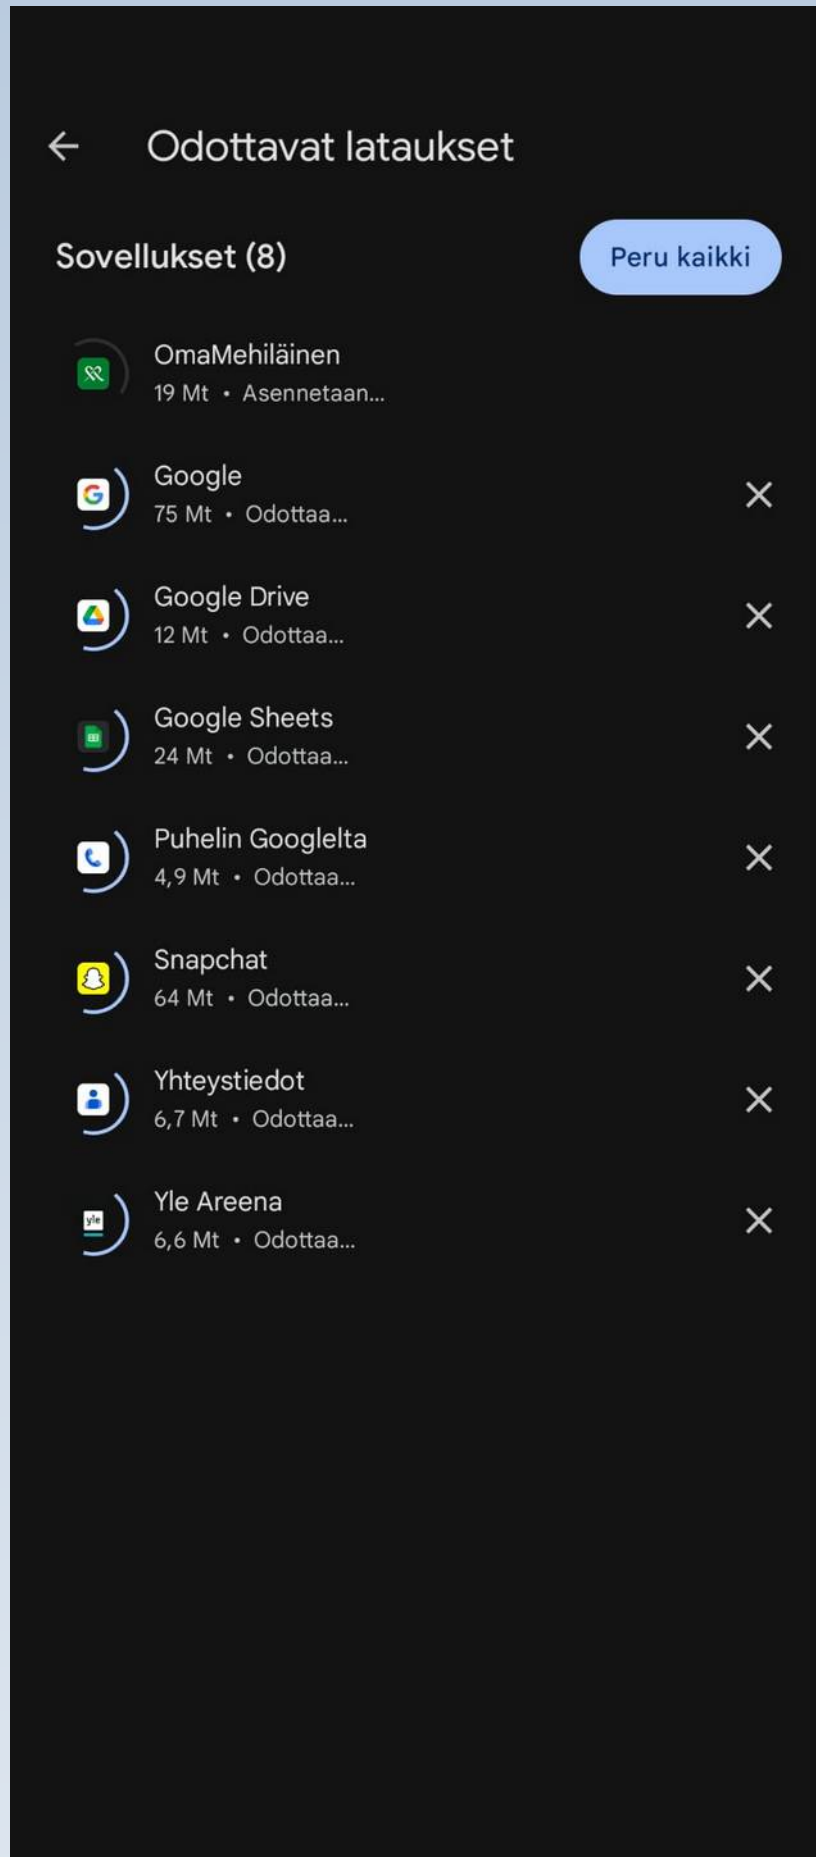 Odottavat lataukset
Sovellukset (8)
Peru kaikki
OmaMehiläinen
19 Mt • Asennetaan...
Google
75 Mt • Odottaa...
Google Drive
12 Mt • Odottaa...
Google Sheets
24 Mt • Odottaa...
Puhelin Googlelta
4,9 Mt • Odottaa...
Snapchat
64 Mt • Odottaa...
Yhteystiedot
6,7 Mt • Odottaa...
yle
Yle Areena
6,6 Mt • Odottaa...